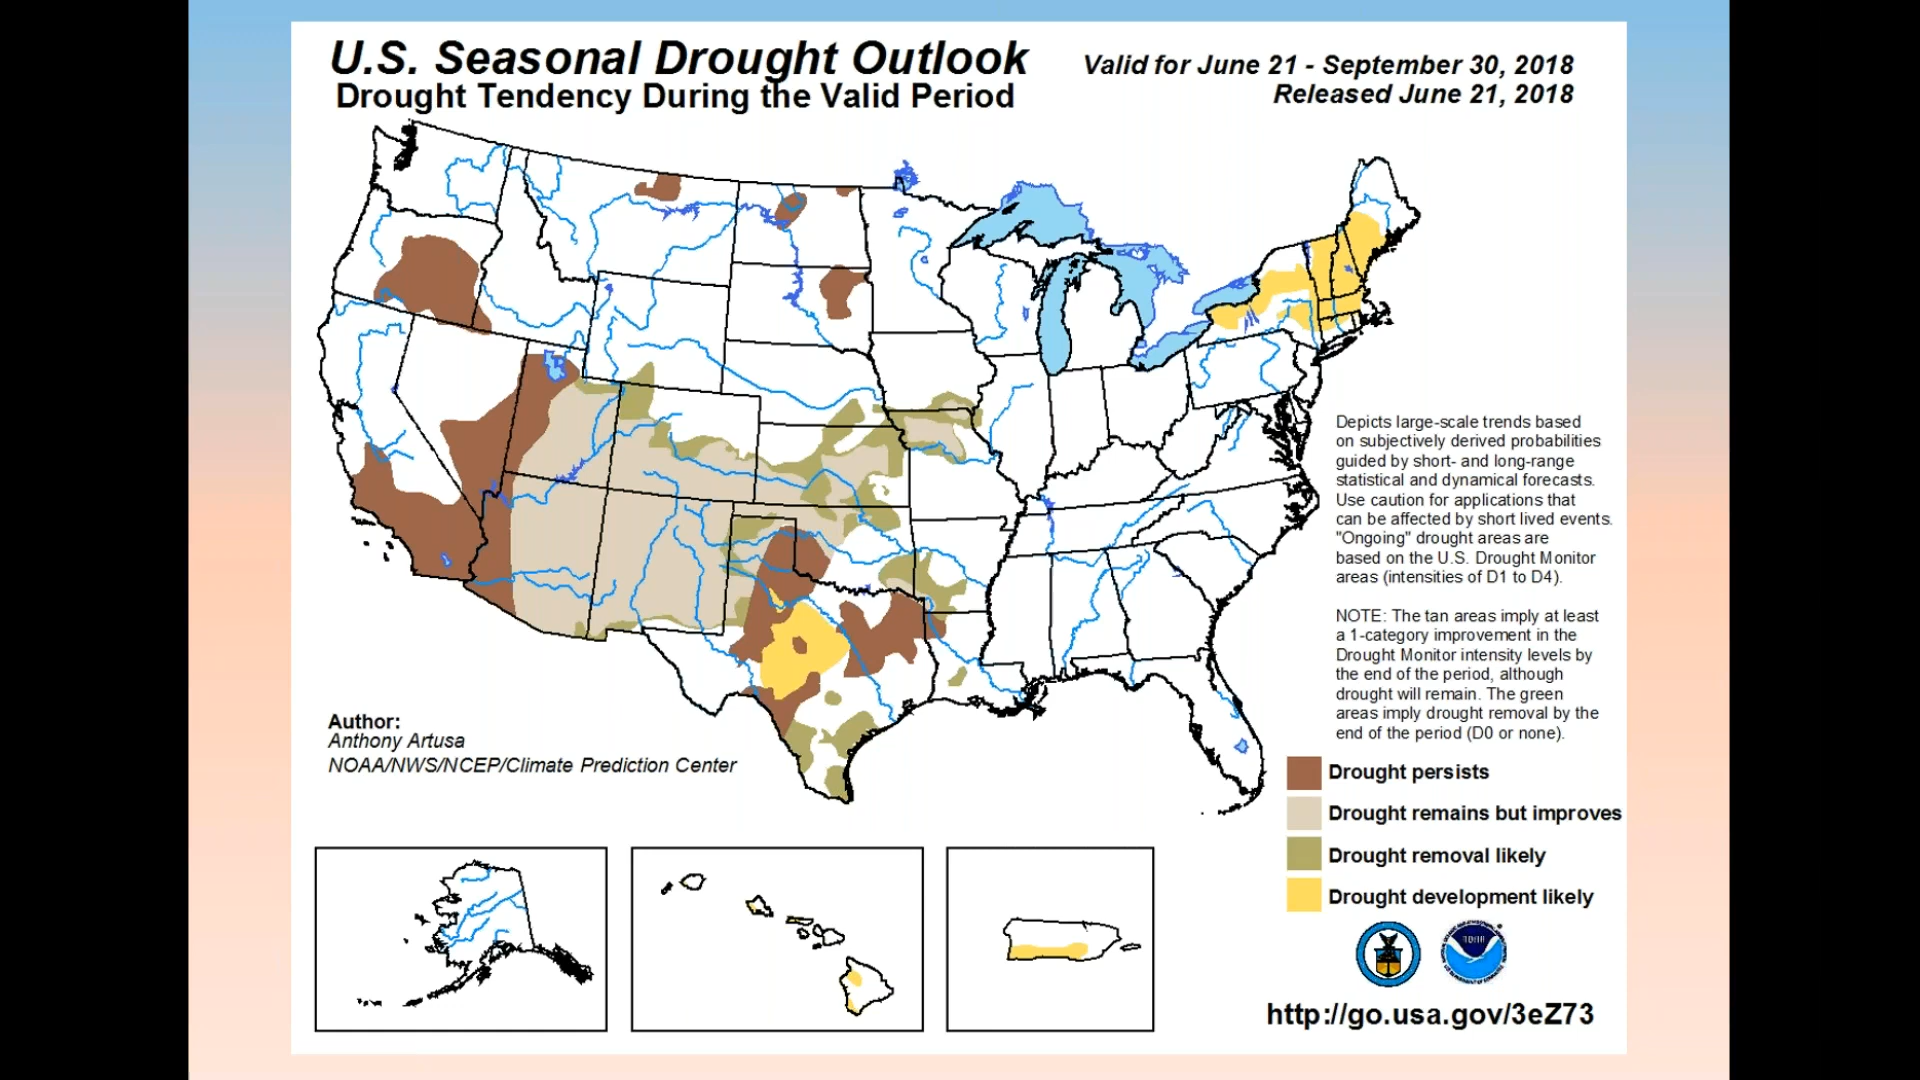 U.S. Seasonal Drought Outlook
Drought Tendency During the Valid Period
Valid for June 21 - September 30, 2018
Released June 21, 2018
Depicts large-scale trends based
on subjectively derived probabilities
guided by short- and long-range
statistical and dynamical forecasts.
Use caution for applications that
can be affected by short lived events.
"Ongoing" drought areas are
based on the U.S. Drought Monitor
areas (intensities of D1 to D4).
NOTE: The tan areas imply at least
a 1-category improvement in the
Drought Monitor intensity levels by
the end of the period, although
drought will remain. The green
areas imply drought removal by the
end of the period (D0 or none).
Author:
Anthony Artusa
NOAA/NWS/NCEP/Climate Prediction Center
Drought persists
Drought remains but improves
Drought removal likely
Drought development likely
http://go.usa.gov/3eZ73